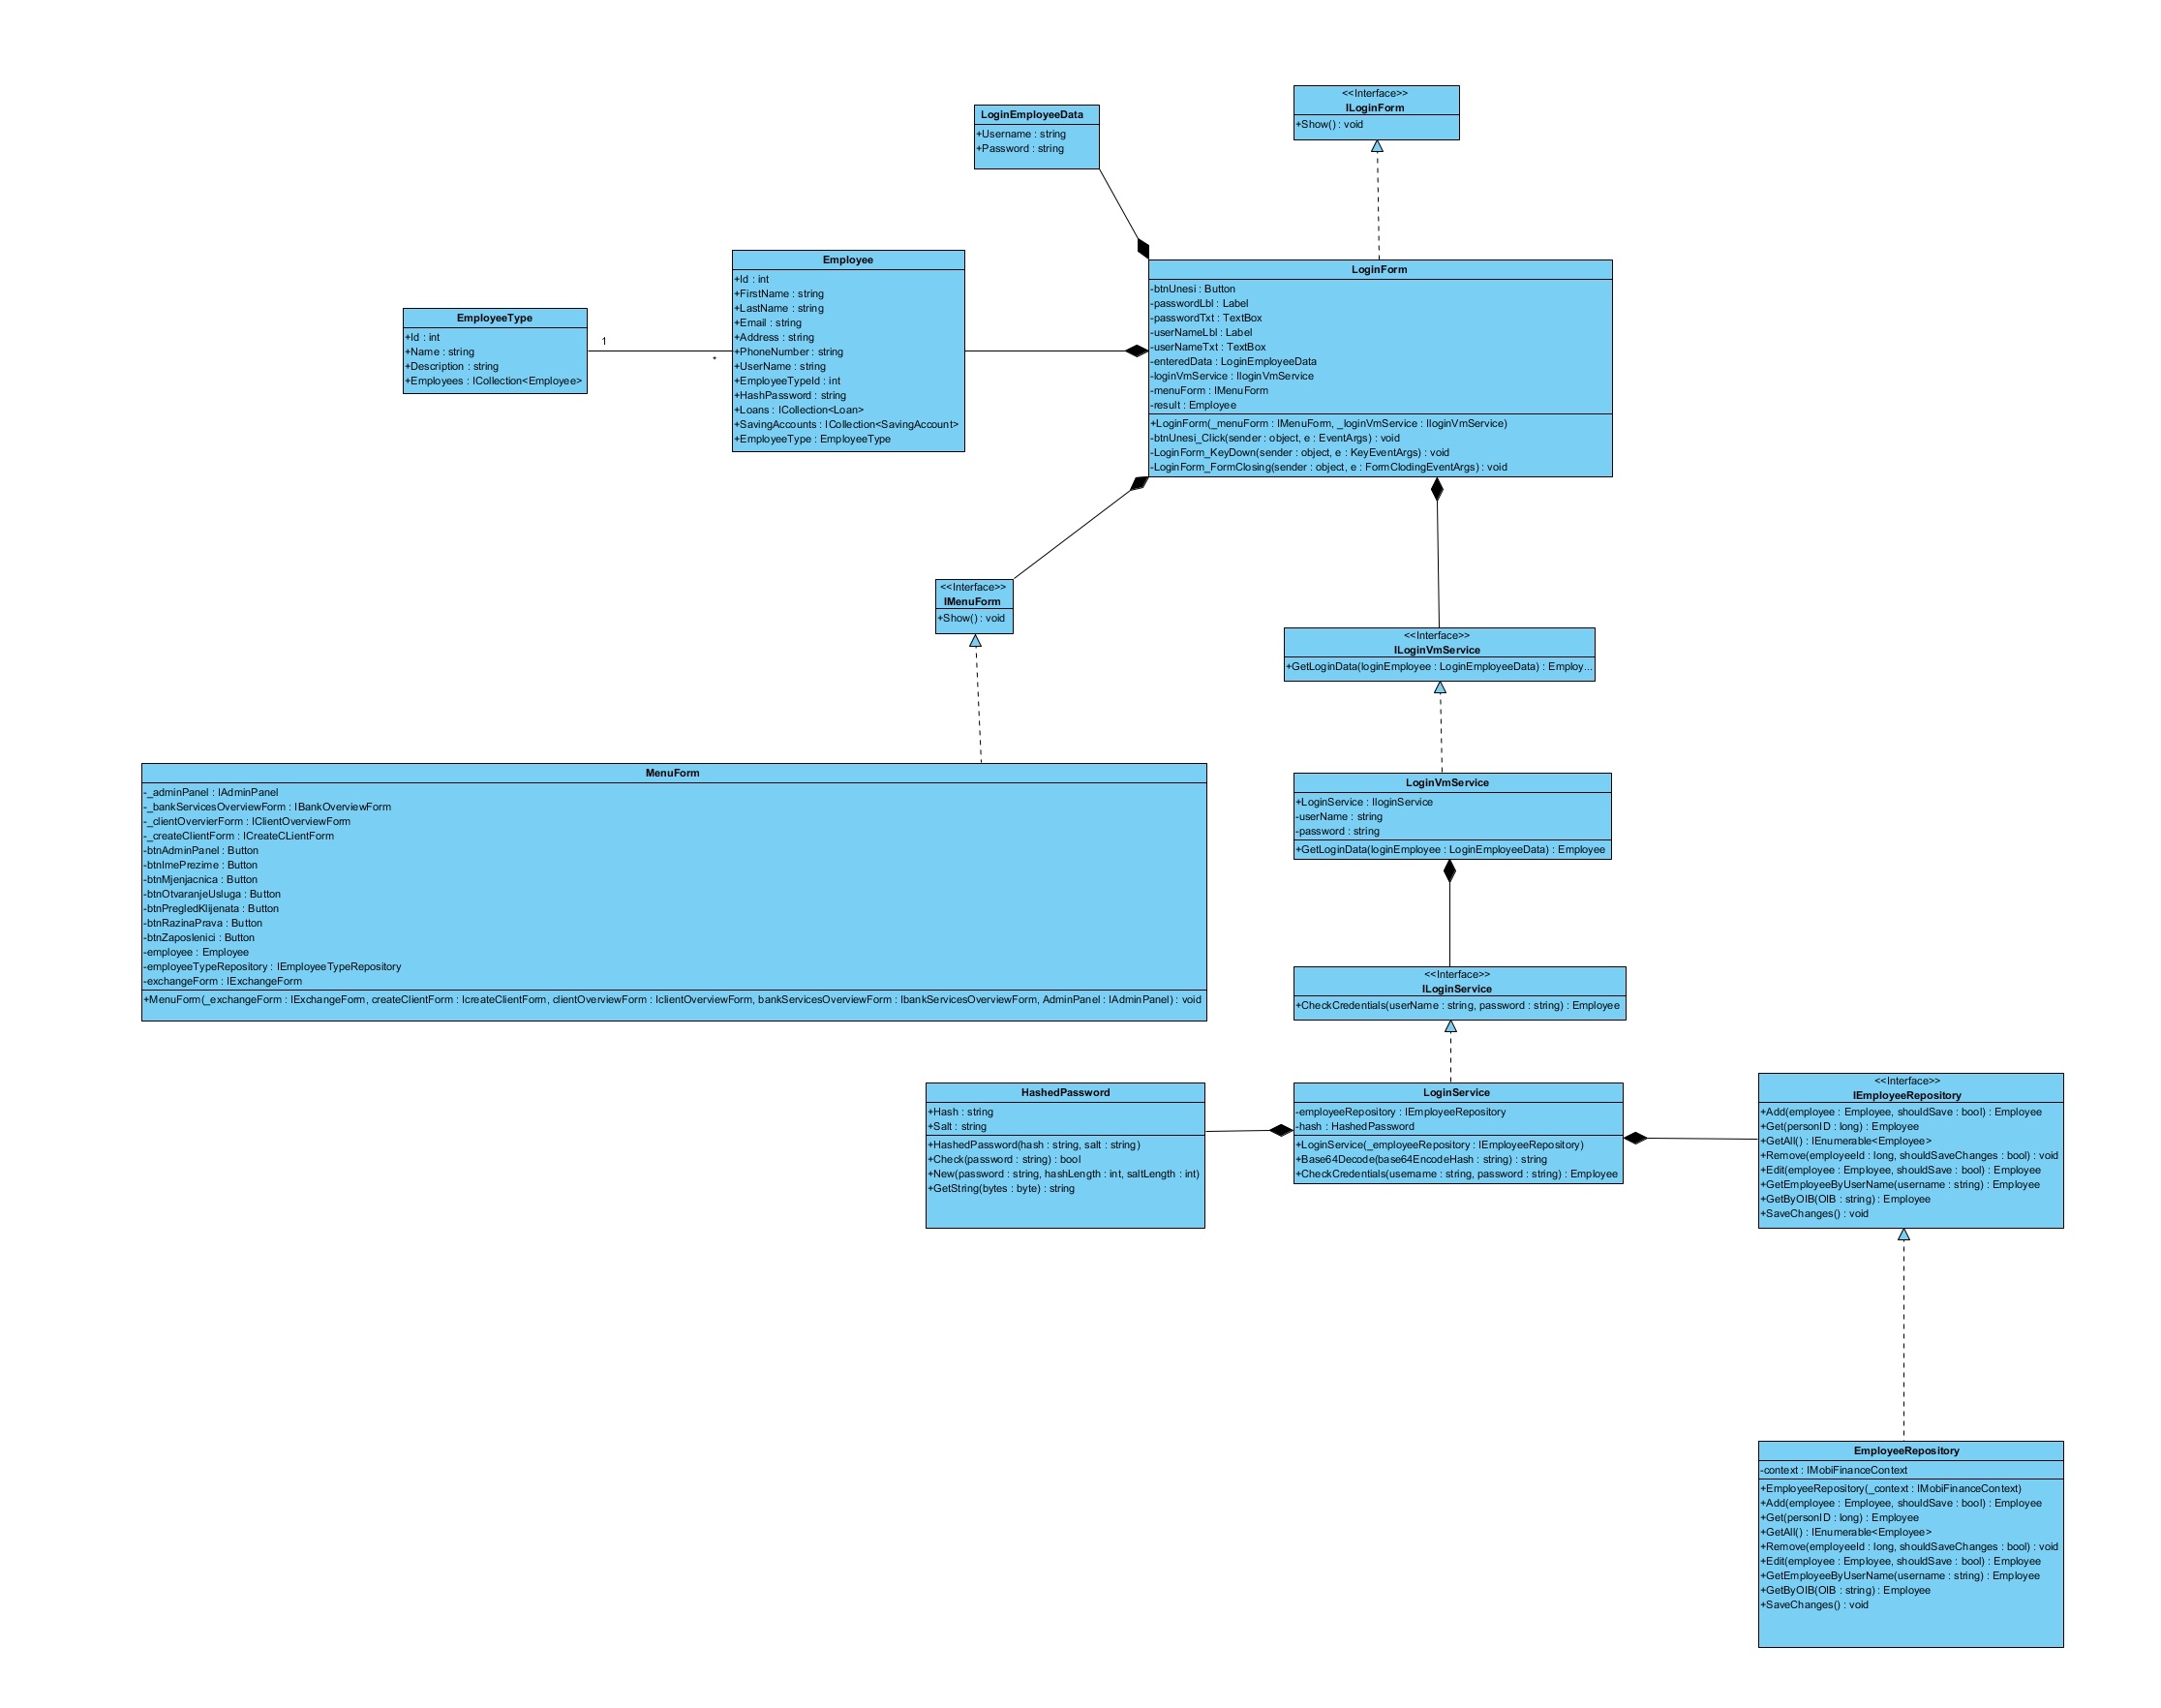 <<Interface>>
ILoginForm
+Show() : void
LoginEmployeeData
+Username : string
+Password : string
LoginForm
-btnUnesi : Button
-passwordLbl : Label
-passwordTxt : TextBox
-userNameLbl : Label
-userNameTxt : TextBox
-enteredData : LoginEmployeeData
-loginVmService : IloginVmService
-menuForm : IMenuForm
-result : Employee
+LoginForm(_menuForm : IMenuForm, _loginVmService : IloginVmService)
-btnUnesi_Click(sender : object, e : EventArgs) : void
-LoginForm_KeyDown(sender : object, e : KeyEventArgs) : void
-LoginForm_FormClosing(sender : object, e : FormClodingEventArgs) : void
Employee
+Id : int
+FirstName : string
+LastName : string
+Email : string
+Address : string
+PhoneNumber : string
+UserName : string
+EmployeeTypeId : int
+HashPassword : string
+Loans : ICollection<Loan>
+SavingAccounts : ICollection<SavingAccount>
+EmployeeType : EmployeeType
EmployeeType
+Id : int
+Name : string
+Description : string
+Employees : ICollection<Employee>
1
*
<<Interface>>
IMenuForm
+Show() : void
<<Interface>>
ILoginVmService
+GetLoginData(loginEmployee : LoginEmployeeData) : Employ...
MenuForm
-_adminPanel : IAdminPanel
-_bankServicesOverviewForm : IBankOverviewForm
-_clientOvervierForm : IClientOverviewForm
-_createClientForm : ICreateCLientForm
-btnAdminPanel : Button
-btnImePrezime : Button
-btnMjenjacnica : Button
-btnOtvaranjeUsluga : Button
-btnPregledKlijenata : Button
-btnRazinaPrava : Button
-btnZaposlenici : Button
-employee : Employee
-employeeTypeRepository : IEmployeeTypeRepository
-exchangeForm : IExchangeForm
+MenuForm(_exchangeForm : IExchangeForm, createClientForm : IcreateClientForm, clientOverviewForm : IclientOverviewForm, bankServicesOverviewForm : IbankServicesOverviewForm, AdminPanel : IAdminPanel) : void
LoginVmService
+LoginService : IloginService
-userName : string
-password : string
+GetLoginData(loginEmployee : LoginEmployeeData) : Employee
<<Interface>>
ILoginService
+CheckCredentials(userName : string, password : string) : Employee
HashedPassword
+Hash : string
+Salt : string
+HashedPassword(hash : string, salt : string)
+Check(password : string) : bool
+New(password : string, hashLength : int, saltLength : int)
+GetString(bytes : byte) : string
LoginService
-employeeRepository : IEmployeeRepository
-hash : HashedPassword
+LoginService(_employeeRepository : IEmployeeRepository)
+Base64Decode(base64EncodeHash : string) : string
+CheckCredentials(username : string, password : string) : Employee
<<Interface>>
IEmployeeRepository
+Add(employee : Employee, shouldSave : bool) : Employee
+Get(personID : long) : Employee
+GetAll() : IEnumerable<Employee>
+Remove(employeeId : long, shouldSaveChanges : bool) : void
+Edit(employee : Employee, shouldSave : bool) : Employee
+GetEmployeeByUserName(username : string) : Employee
+GetByOIB(OIB : string) : Employee
+SaveChanges() : void
EmployeeRepository
-context : IMobiFinanceContext
+EmployeeRepository(_context : IMobiFinanceContext)
+Add(employee : Employee, shouldSave : bool) : Employee
+Get(personID : long) : Employee
+GetAll() : IEnumerable<Employee>
+Remove(employeeId : long, shouldSaveChanges : bool) : void
+Edit(employee : Employee, shouldSave : bool) : Employee
+GetEmployeeByUserName(username : string) : Employee
+GetByOIB(OIB : string) : Employee
+SaveChanges() : void